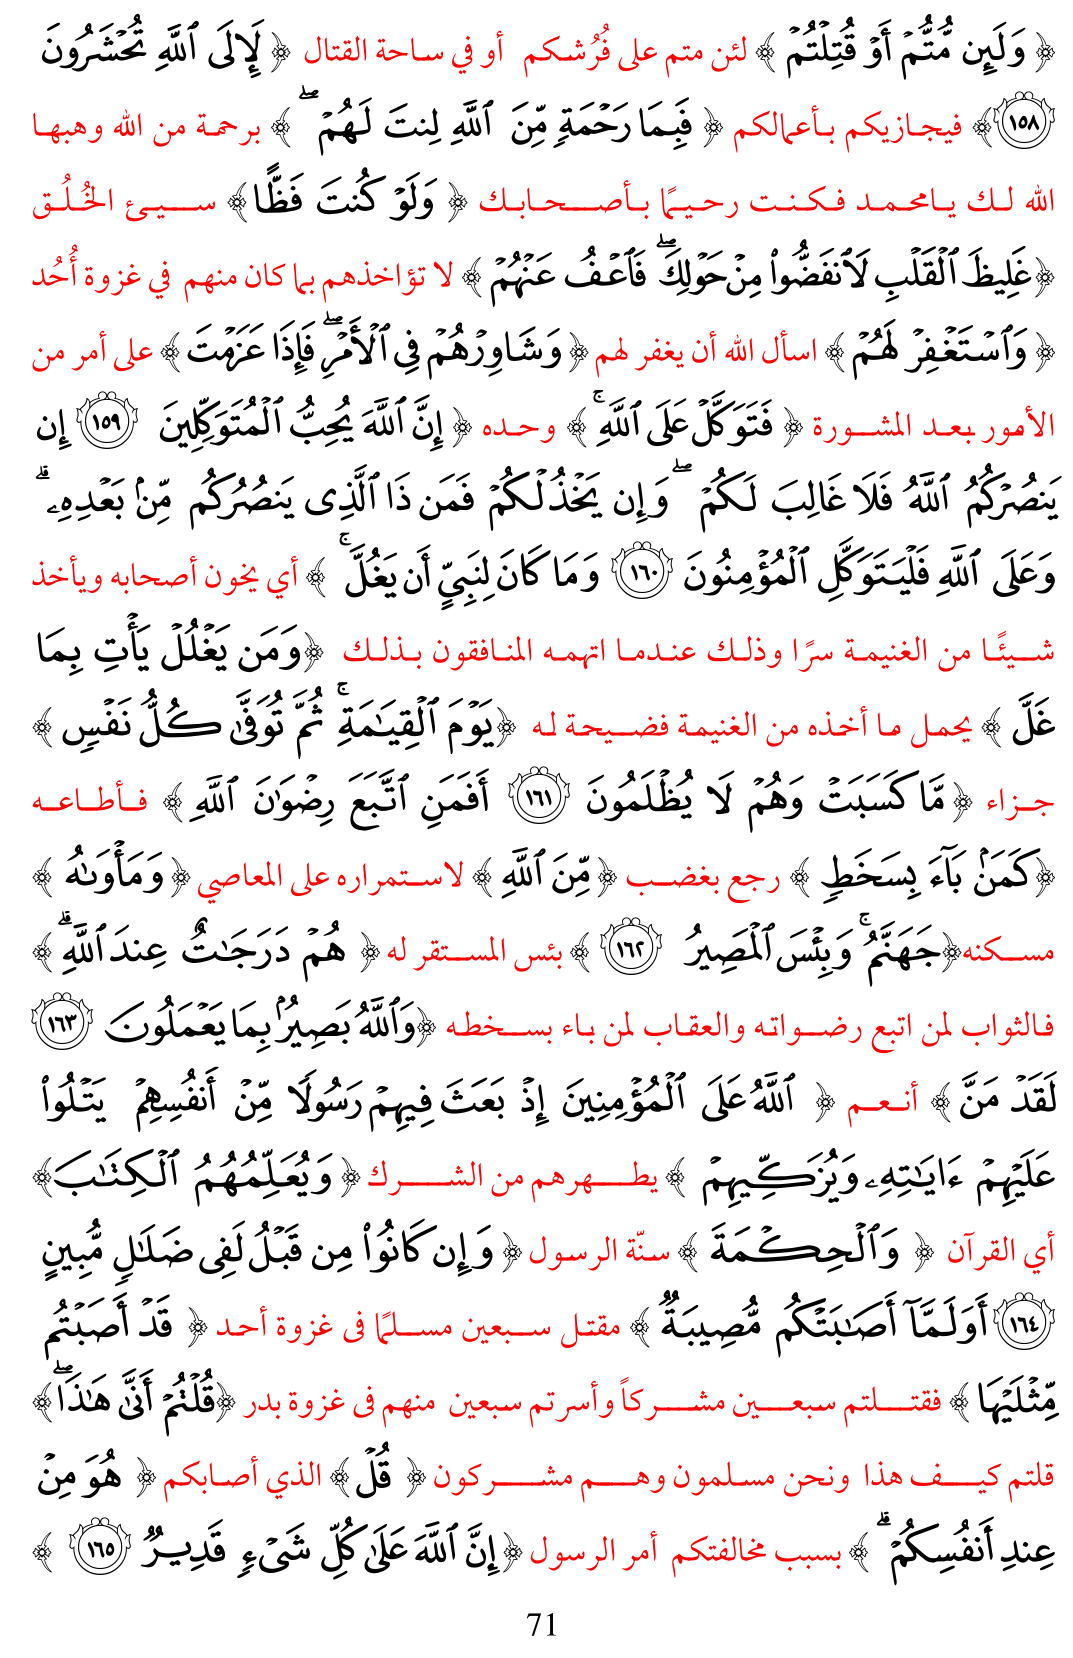 ﴿ وَلَئِن مُّتُّمۡ أَوۡ قُتِلۡتُمۡ ﴾ لئن متم على فُرُشكم أو في ساحة القتال ﴿ لَإِلَى ٱللَّهِ تُحۡشَرُونَ
١٥٨﴾ فيجازيكم بأعمالكم ﴿ فَبِمَا رَحۡمَةٖ مِّنَ ٱللَّهِ لِنتَ لَهُمۡۖ ﴾ برحمة من الله وهبها
الله لك يامحمد فكنت رحيمًا بأصحابك ﴿ وَلَوۡ كُنتَ فَظًّا﴾ سيئ الخُلُق
﴿غَلِيظَ ٱلۡقَلۡبِ لَٱنفَضُّواْ مِنۡ حَوۡلِكَۖ فَٱعۡفُ عَنۡهُمۡ ﴾ لا تؤاخذهم بما كان منهم في غزوة أُحُد
﴿ وَٱسۡتَغۡفِرۡ لَهُمۡ ﴾ اسأل الله أن يغفر لهم ﴿ وَشَاوِرۡهُمۡ فِي ٱلۡأَمۡرِۖ فَإِذَا عَزَمۡتَ ﴾ على أمر من
الأمور بعد المشورة ﴿ فَتَوَكَّلۡ عَلَى ٱللَّهِۚ ﴾ وحده ﴿ إِنَّ ٱللَّهَ يُحِبُّ ٱلۡمُتَوَكِّلِينَ ١٥٩ إِن
يَنصُرۡكُمُ ٱللَّهُ فَلَا غَالِبَ لَكُمۡۖ وَإِن يَخۡذُلۡكُمۡ فَمَن ذَا ٱلَّذِي يَنصُرُكُم مِّنۢ بَعۡدِهِۦۗ
وَعَلَى ٱللَّهِ فَلۡيَتَوَكَّلِ ٱلۡمُؤۡمِنُونَ ١٦٠ وَمَا كَانَ لِنَبِيٍّ أَن يَغُلَّۚ ﴾ أي يخون أصحابه ويأخذ
شيئًا من الغنيمة سرًا وذلك عندما اتهمه المنافقون بذلك ﴿وَمَن يَغۡلُلۡ يَأۡتِ بِمَا
غَلَّ ﴾ يحمل ما أخذه من الغنيمة فضيحة له ﴿يَوۡمَ ٱلۡقِيَٰمَةِۚ ثُمَّ تُوَفَّىٰ كُلُّ نَفۡسٖ ﴾
جزاء ﴿ مَّا كَسَبَتۡ وَهُمۡ لَا يُظۡلَمُونَ ١٦١ أَفَمَنِ ٱتَّبَعَ رِضۡوَٰنَ ٱللَّهِ ﴾ فأطاعه
﴿كَمَنۢ بَآءَ بِسَخَطٖ ﴾ رجع بغضب ﴿ مِّنَ ٱللَّهِ ﴾ لاستمراره على المعاصي ﴿ وَمَأۡوَىٰهُ ﴾
مسكنه ﴿جَهَنَّمُۚ وَبِئۡسَ ٱلۡمَصِيرُ ١٦٢ ﴾ بئس المستقر له ﴿ هُمۡ دَرَجَٰتٌ عِندَ ٱللَّهِۗ ﴾
فالثواب لمن اتبع رضواته والعقاب لمن باء بسخطه ﴿وَٱللَّهُ بَصِيرُۢ بِمَا يَعۡمَلُونَ ١٦٣
لَقَدۡ مَنَّ ﴾ أنعم ﴿ ٱللَّهُ عَلَى ٱلۡمُؤۡمِنِينَ إِذۡ بَعَثَ فِيهِمۡ رَسُولٗا مِّنۡ أَنفُسِهِمۡ يَتۡلُواْ
عَلَيۡهِمۡ ءَايَٰتِهِۦ وَيُزَكِّيهِمۡ ﴾ يطهرهم من الشرك ﴿ وَيُعَلِّمُهُمُ ٱلۡكِتَٰبَ﴾
أي القرآن ﴿ وَٱلۡحِكۡمَةَ ﴾ سنّة الرسول ﴿ وَإِن كَانُواْ مِن قَبۡلُ لَفِي ضَلَٰلٖ مُّبِينٍ
١٦٤ أَوَلَمَّآ أَصَٰبَتۡكُم مُّصِيبَةٞ ﴾ مقتل سبعين مسلمًا فى غزوة أحد ﴿ قَدۡ أَصَبۡتُم
مِّثۡلَيۡهَا ﴾ فقتلتم سبعين مشركاً وأسرتم سبعين منهم فى غزوة بدر ﴿قُلۡتُمۡ أَنَّىٰ هَٰذَاۖ﴾
قلتم كيف هذا ونحن مسلمون وهم مشركون ﴿ قُلۡ ﴾ الذي أصابكم ﴿ هُوَ مِنۡ
عِندِ أَنفُسِكُمۡۗ ﴾ بسبب مخالفتكم أمر الرسول ﴿إِنَّ ٱللَّهَ عَلَىٰ كُلِّ شَيۡءٖ قَدِيرٞ ١٦٥ ﴾
71